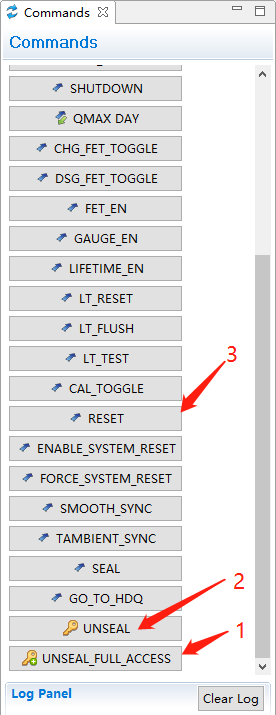 Commands
Commands
SHUTDOWN
QMAX DAY
CHG_FET_TOGGLE
DSG_FET_TOGGLE
FET_EN
GAUGE_EN
LIFETIME_EN
LT_RESET
LT_FLUSH
3
LT_TEST
CAL_TOGGLE
RESET
ENABLE_SYSTEM_RESET
FORCE_SYSTEM_RESET
SMOOTH_SYNC
TAMBIENT_SYNC
SEAL
2
GO_TO_HDQ
UNSEAL
1
UNSEAL_FULL_ACCESS
Log Panel
Clear Log